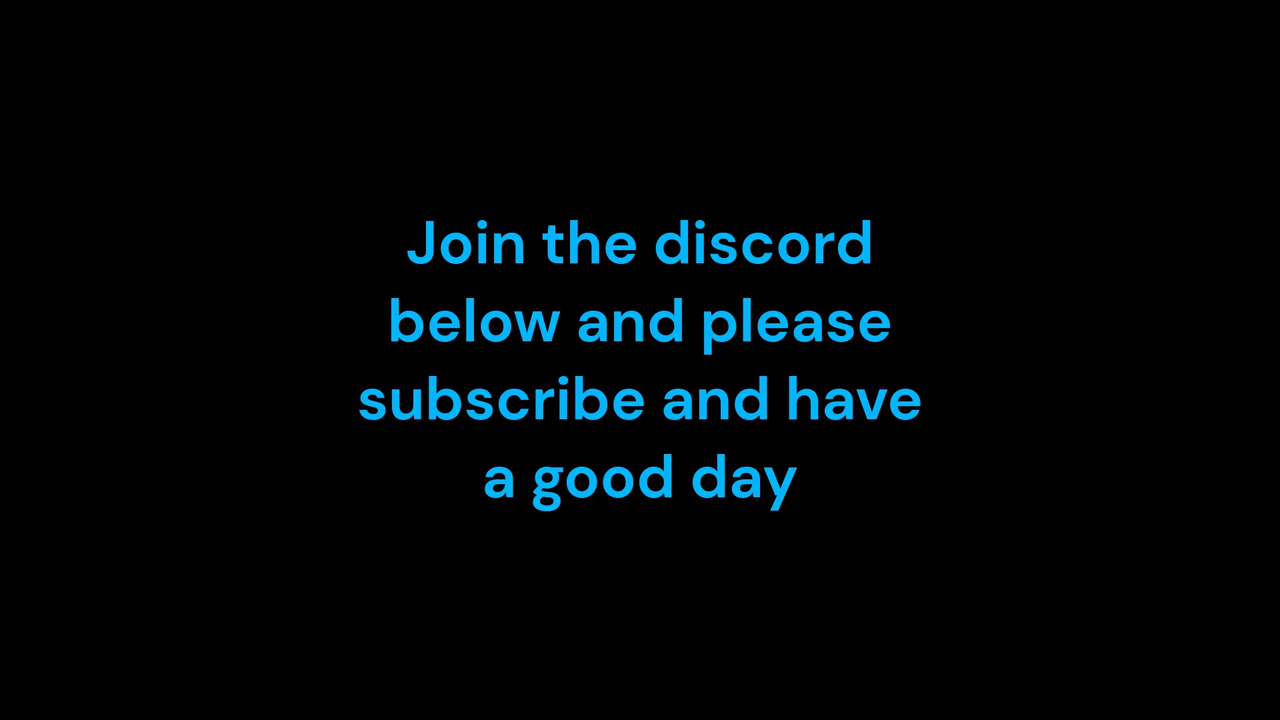 Join the discord
below and please
subscribe and have
a good day